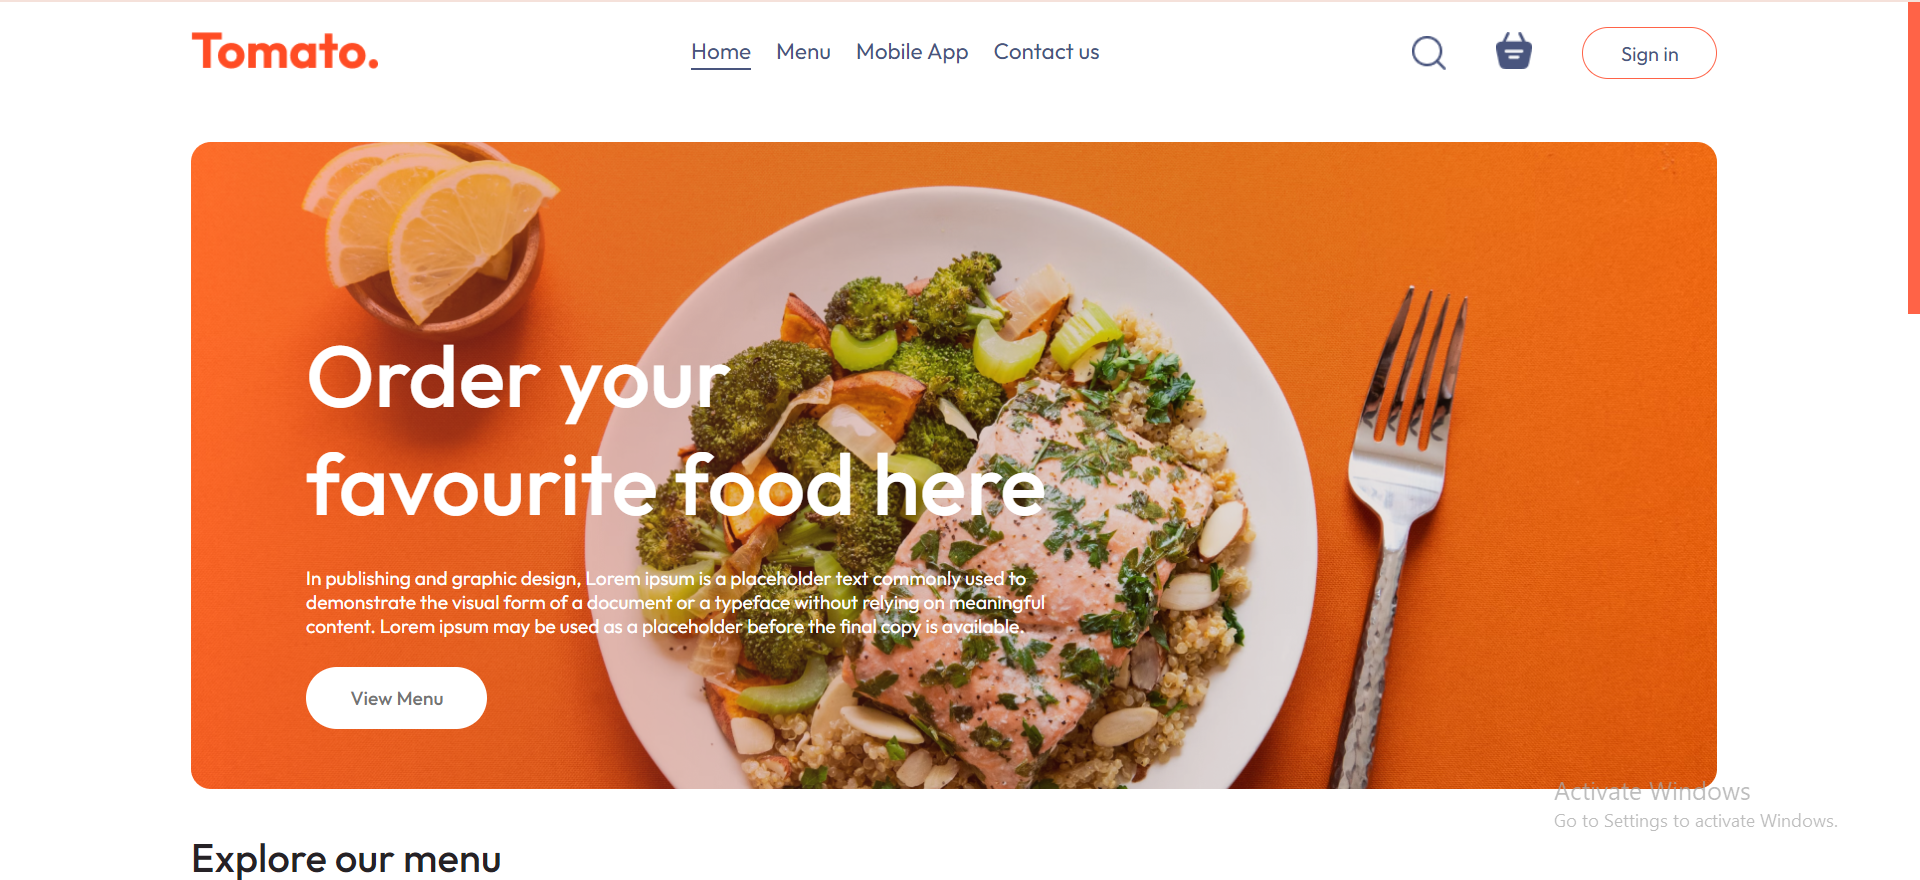 Tomato.
Home
Menu
Mobile App
Contact us
Sign in
Order your
favourite food here
In publishing and graphic design, Lorem ipsum is a placeholder text commonly used to
demonstrate the visual form of a document or a typeface without relying on meaningful
content. Lorem ipsum may be used as a placeholder before the final copy is available.
View Menu
Activate Windows
Go to Settings to activate Windows.
Explore our menu